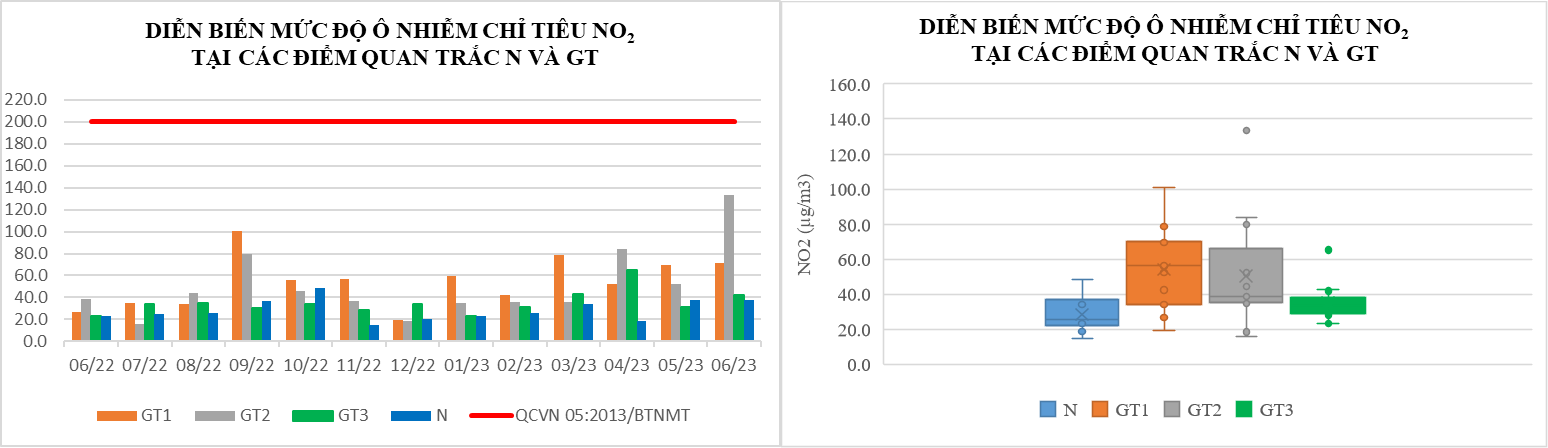 DIỄN BIẾN MỨC ĐỘ Ô NHIỄM CHỈ TIÊU NO2
TẠI CÁC ĐIỂM QUAN TRẮC N VÀ GT
220.0
200.0
180.0
160.0
140.0
120.0
100.0
80.0
60.0
40.0
20.0
0.0
06/22 07/22 08/22 09/22 10/22 11/22 12/22 01/23 02/23 03/23 04/23 05/23 06/23
GT1 GT2 GT3 N QCVN 05:2013/BTNMT
DIỄN BIẾN MỨC ĐỘ Ô NHIỄM CHỈ TIÊU NO2
TẠI CÁC ĐIỂM QUAN TRẮC N VÀ GT
NO2 (µg/m3)
160.0
140.0
120.0
100.0
80.0
60.0
40.0
20.0
0.0
N GT1 GT2 GT3